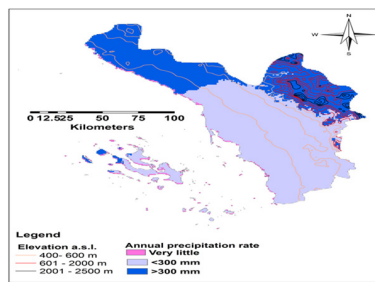 N
W
E
S
0 12.525 50 75 100
Kilometers
Legend
Elevation a.s.l.
400- 600 m
601 - 2000 m
2001 - 2500 m
Annual precipitation rate
Very little
<300 mm
>300 mm